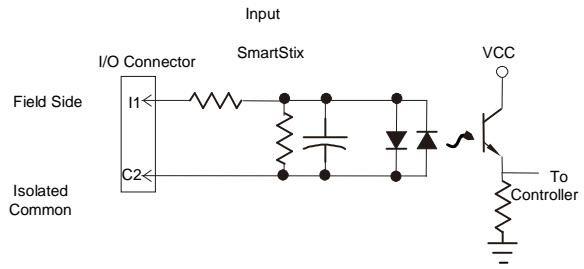 Input
SmartStix
I/O Connector
VCC
Field Side
I1
C2
Isolated
Common
To
Controller